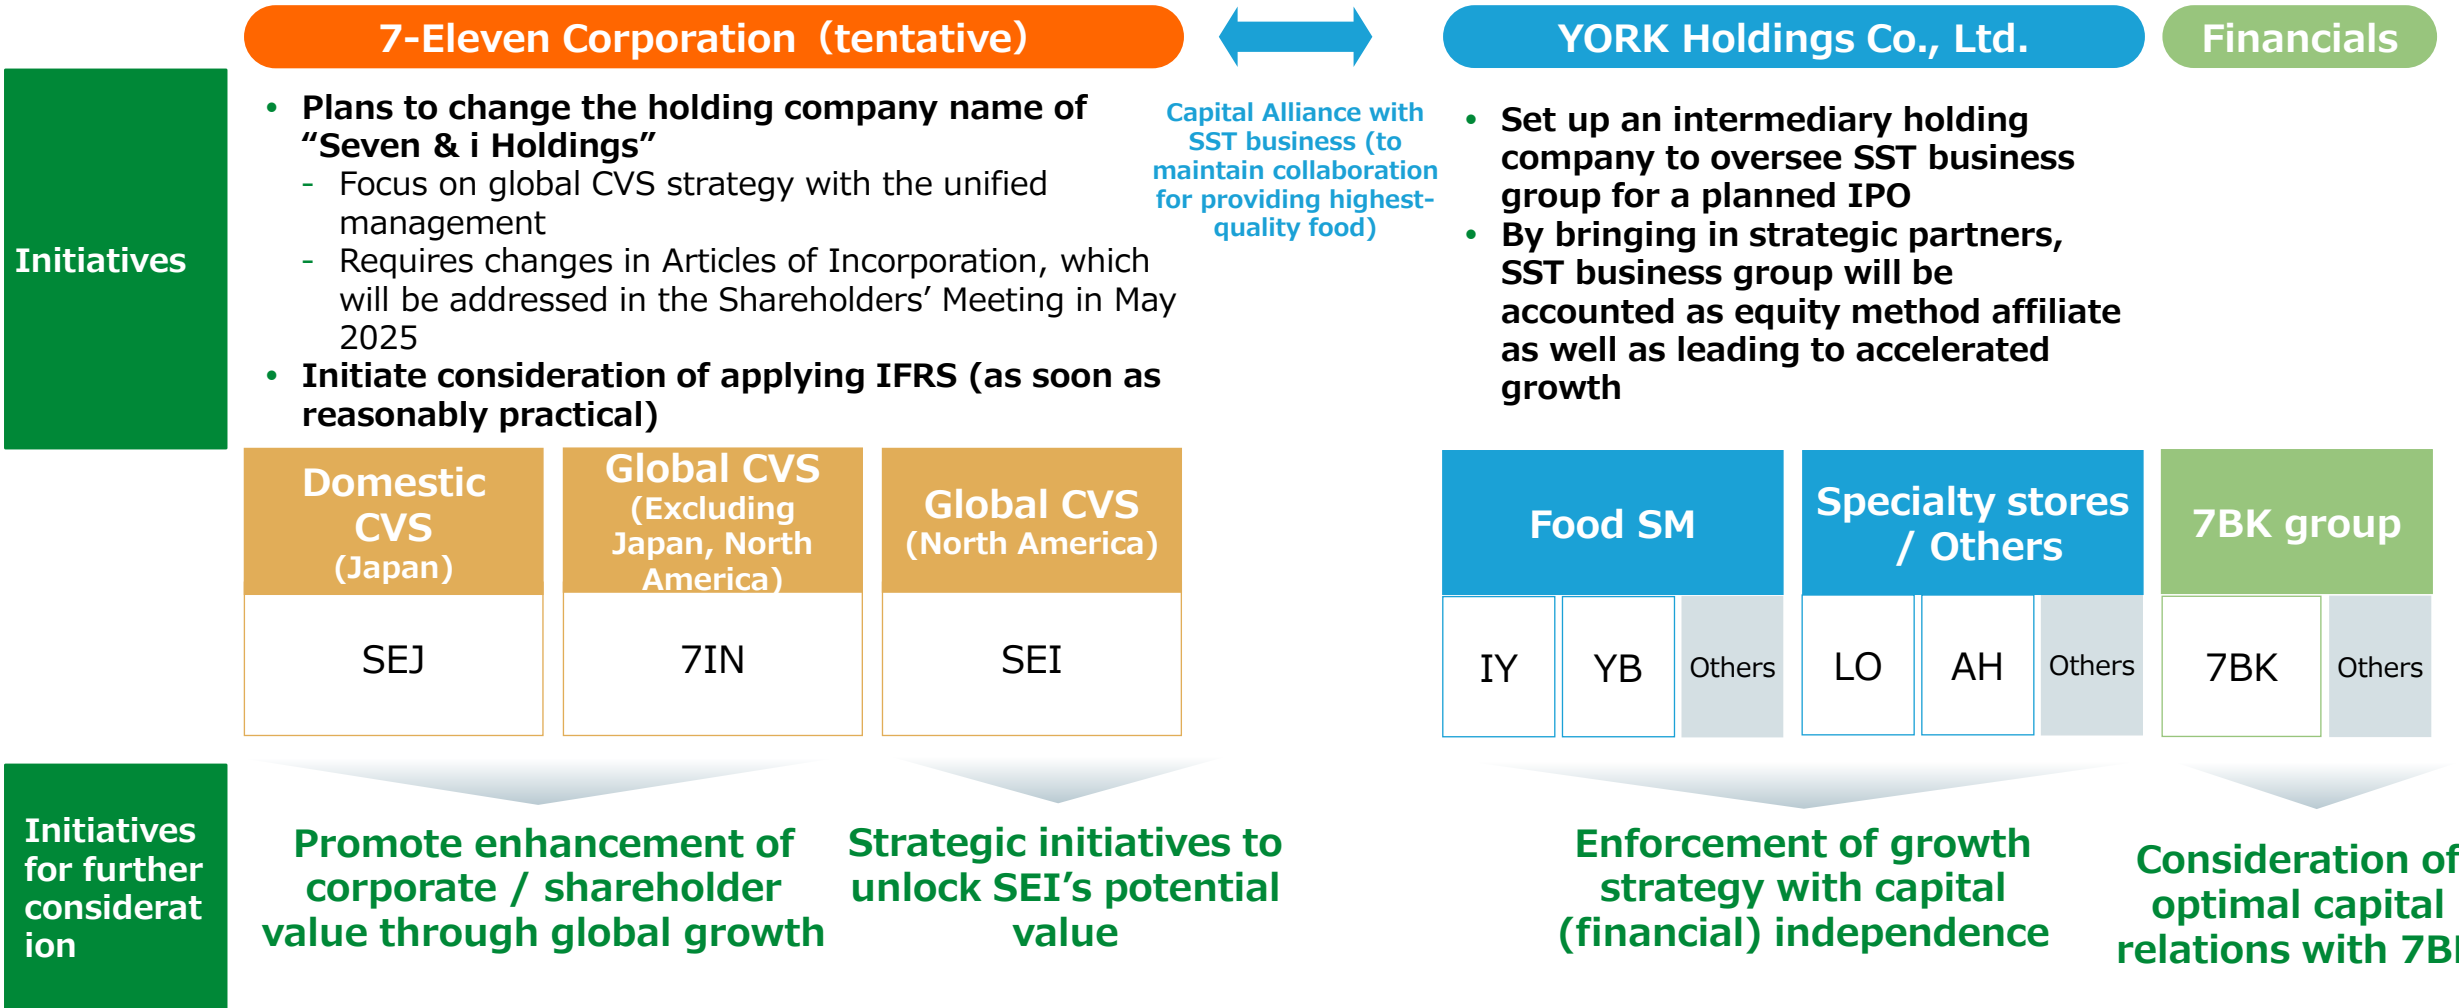 7-Eleven Corporation (tentative)
YORK Holdings Co., Ltd.
Financials
Initiatives
• Plans to change the holding company name of
“Seven & i Holdings”
- Focus on global CVS strategy with the unified
management
- Requires changes in Articles of Incorporation, which
will be addressed in the Shareholders’ Meeting in May
2025
• Initiate consideration of applying IFRS (as soon as
reasonably practical)
Capital Alliance with
SST business (to
maintain collaboration
for providing highest-
quality food)
• Set up an intermediary holding
company to oversee SST business
group for a planned IPO
• By bringing in strategic partners,
SST business group will be
accounted as equity method affiliate
as well as leading to accelerated
growth
Domestic
CVS
(Japan)
Global CVS
(Excluding
Japan, North
America)
Global CVS
(North America)
Food SM
Specialty stores
/ Others
7BK group
SEJ
7IN
SEI
IY
YB
Others
LO
AH
Others
7BK
Others
Initiatives
for further
considerat
ion
Promote enhancement of
corporate / shareholder
value through global growth
Strategic initiatives to
unlock SEI’s potential
value
Enforcement of growth
strategy with capital
(financial) independence
Consideration of
optimal capital
relations with